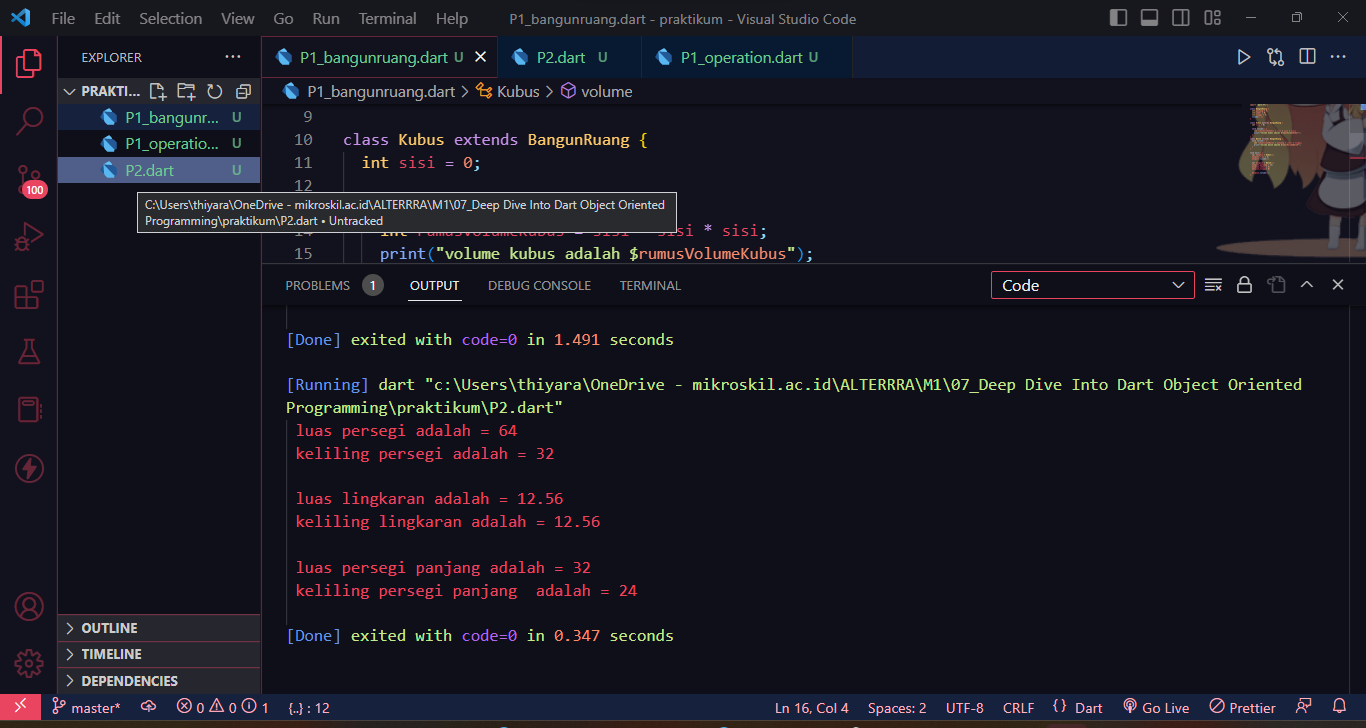 File Edit Selection View Go Run Terminal Help P1_bangunruang.dart - praktikum - Visual Studio Code
EXPLORER
P1_bangunruang.dart U
P2.dart U
P1_operation.dart U
PRAKTI...
P1_bangunr... U
P1_operatio... U
P2.dart U
100
P1_bangunruang.dart > Kubus > volume
9
10 class Kubus extends BangunRuang {
11 int sisi = 0;
12
C:\Users\thiyara\OneDrive - mikroskil.ac.id\ALTERRRA\M1\07_Deep Dive Into Dart Object Oriented
Programming\praktikum\P2.dart • Untracked
14 int rumusVolumeKubus = sisi * sisi * sisi;
15 print("volume kubus adalah $rumusVolumeKubus");
PROBLEMS 1 OUTPUT DEBUG CONSOLE TERMINAL Code
[Done] exited with code=0 in 1.491 seconds
[Running] dart "c:\Users\thiyara\OneDrive - mikroskil.ac.id\ALTERRRA\M1\07_Deep Dive Into Dart Object Oriented
Programming\praktikum\P2.dart"
luas persegi adalah = 64
keliling persegi adalah = 32
luas lingkaran adalah = 12.56
keliling lingkaran adalah = 12.56
luas persegi panjang adalah = 32
keliling persegi panjang  adalah = 24
[Done] exited with code=0 in 0.347 seconds
OUTLINE
TIMELINE
DEPENDENCIES
master* 0 0 1 {..} : 12 Ln 16, Col 4 Spaces: 2 UTF-8 CRLF {} Dart Go Live Prettier